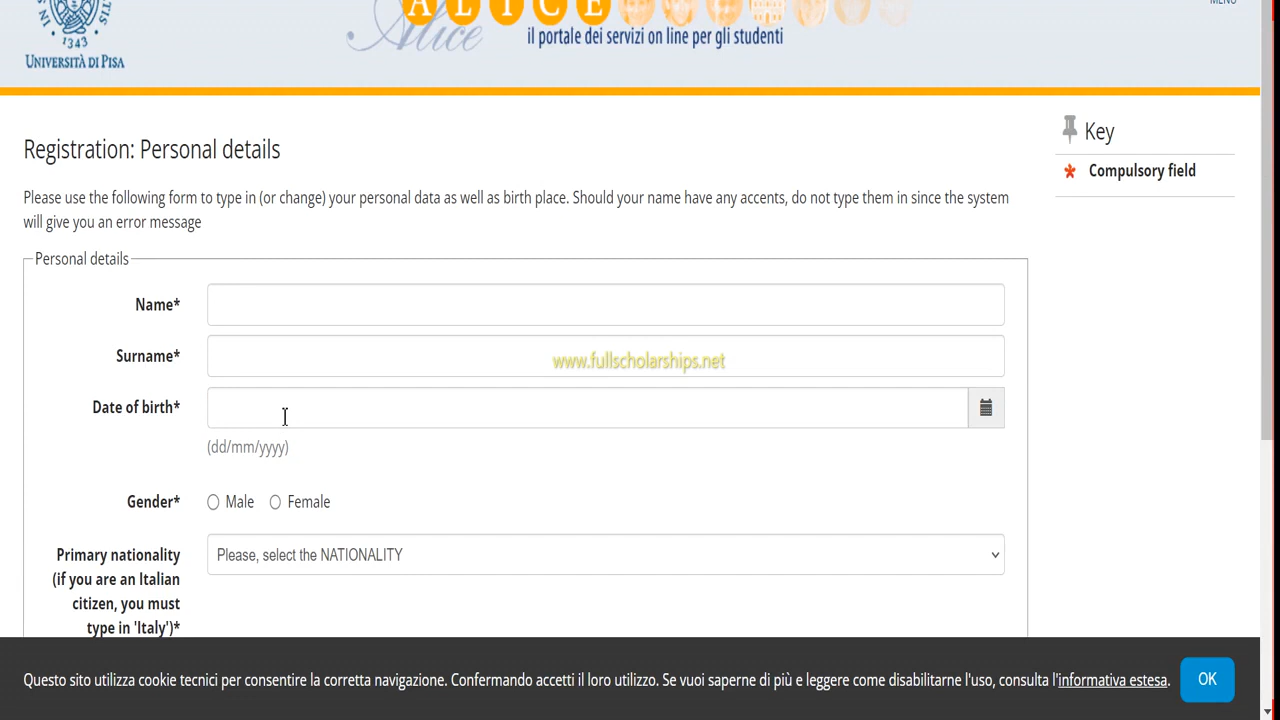 MENU
ALICE
Alice
il portale dei servizi on line per gli studenti
1343
UNIVERSITÀ DI PISA
Registration: Personal details
Key
Compulsory field
Please use the following form to type in (or change) your personal data as well as birth place. Should your name have any accents, do not type them in since the system
will give you an error message
Personal details
Name*
Surname*
www.fullscholarships.net
Date of birth*
(dd/mm/yyyy)
Gender* Male Female
Primary nationality
(if you are an Italian
citizen, you must
type in 'Italy')*
Please, select the NATIONALITY
Questo sito utilizza cookie tecnici per consentire la corretta navigazione. Confermando accetti il loro utilizzo. Se vuoi saperne di più e leggere come disabilitarne l'uso, consulta l'informativa estesa.
OK